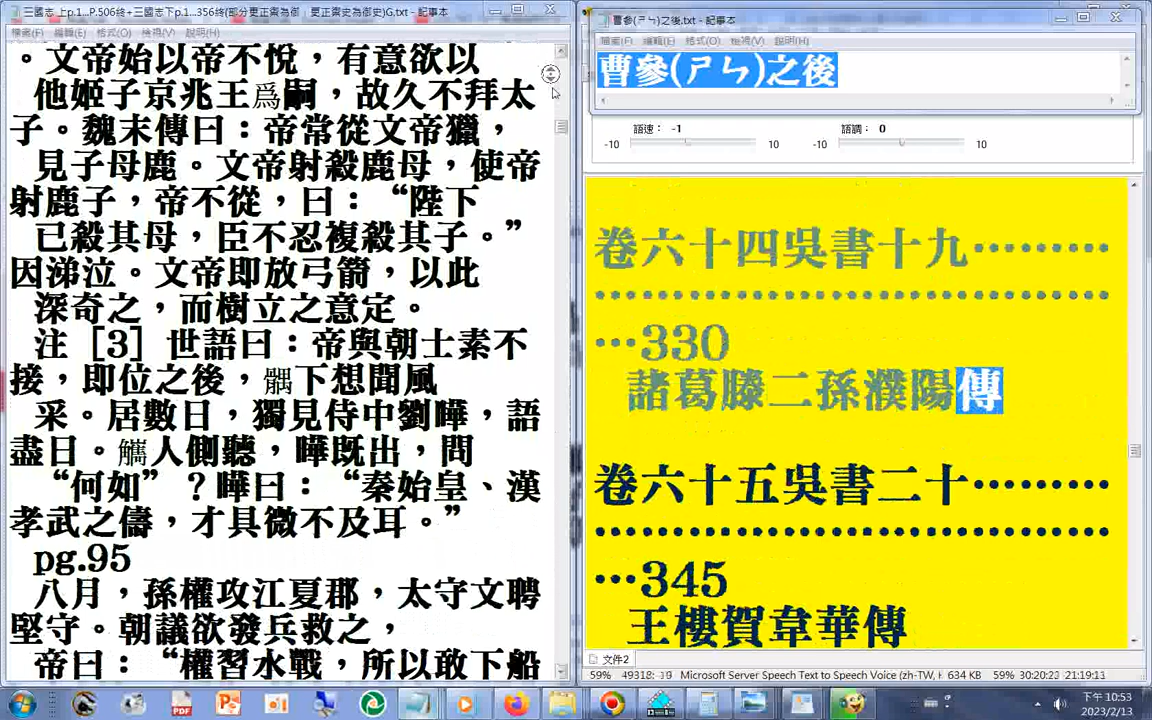 三國志 上p.1...P.506終+三國志下p.1...356終(部分更正齊為御；更正齊史為御史)G.txt - 記事本
檔案(F) 編輯(E) 格式(O) 檢視(V) 說明(H)
。文帝始以帝不悅，有意欲以
他姬子京兆王爲嗣，故久不拜太
子。魏末傳曰：帝常從文帝獵，
見子母鹿。文帝射殺鹿母，使帝
射鹿子，帝不從，曰：“陛下
已殺其母，臣不忍複殺其子。”
因涕泣。文帝即放弓箭，以此
深奇之，而樹立之意定。
注［3］世語曰：帝與朝士素不
接，即位之後，下想聞風
采。居數日，獨見侍中劉曄，語
盡日。人側聽，曄既出，問
“何如”？曄曰：“秦始皇、漢
孝武之儔，才具微不及耳。”
pg.95
八月，孫權攻江夏郡，太守文聘
堅守。朝議欲發兵救之，
帝曰：“權習水戰，所以敢下船
曹參(ㄕㄣ)之後.txt - 記事本
檔案(F) 編輯(E) 格式(O) 檢視(V) 說明(H)
曹參(ㄕㄣ)之後
語速： -1 語調： 0
-10 10 -10 10
卷六十四吳書十九………
………………………………
…330
諸葛滕二孫濮陽傳
卷六十五吳書二十………
………………………………
…345
王樓賀韋華傳
文件2
59% Microsoft Server Speech Text to Speech Voice (zh-TW, H 634 KB 59% 30:20:23 21:19:13
下午 10:53
2023/2/13